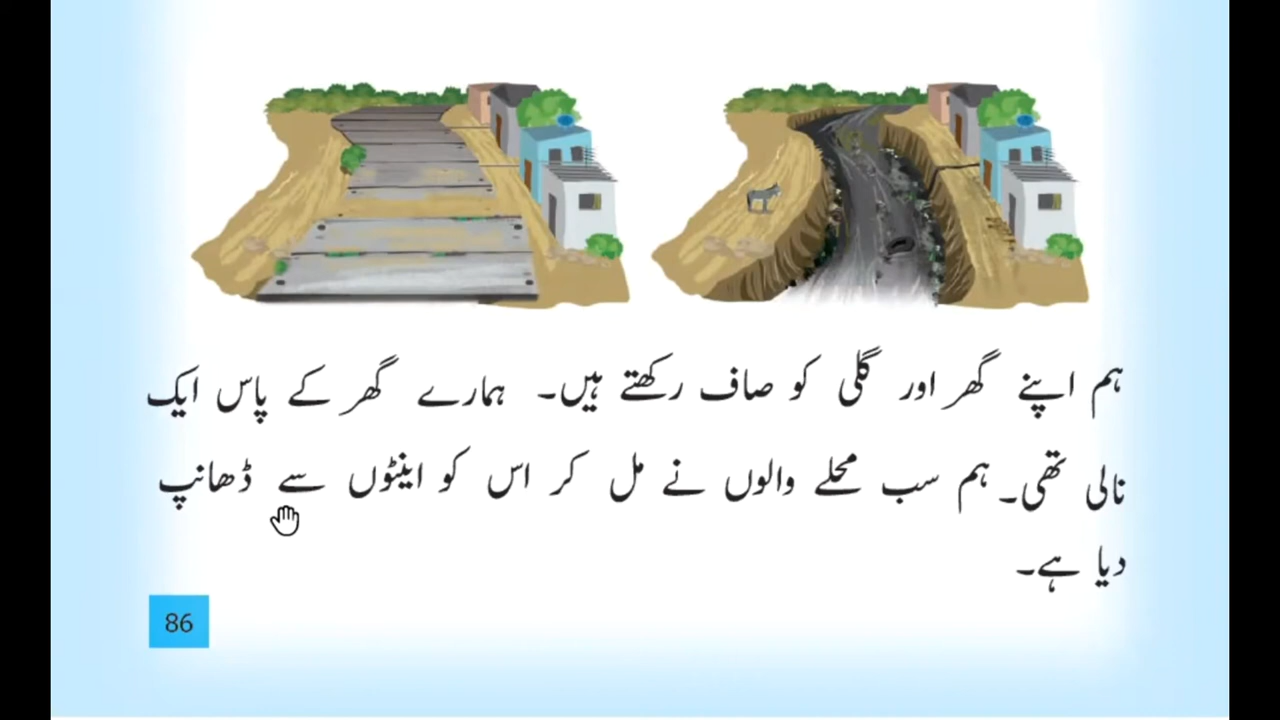 ہم اپنے گھر اور گلی کو صاف رکھتے ہیں۔ ہمارے گھر کے پاس ایک
نالی تھی۔ ہم سب محلے والوں نے مل کر اس کو اینٹوں سے ڈھانپ
دیا ہے۔
86